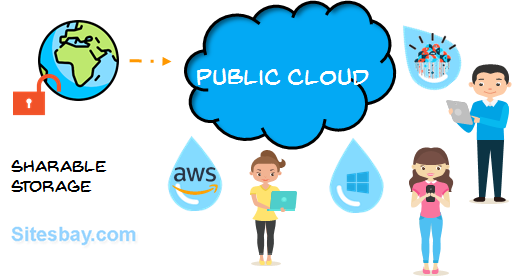 PUBLIC CLOUD
aws
SHARABLE
STORAGE
Sitesbay.com